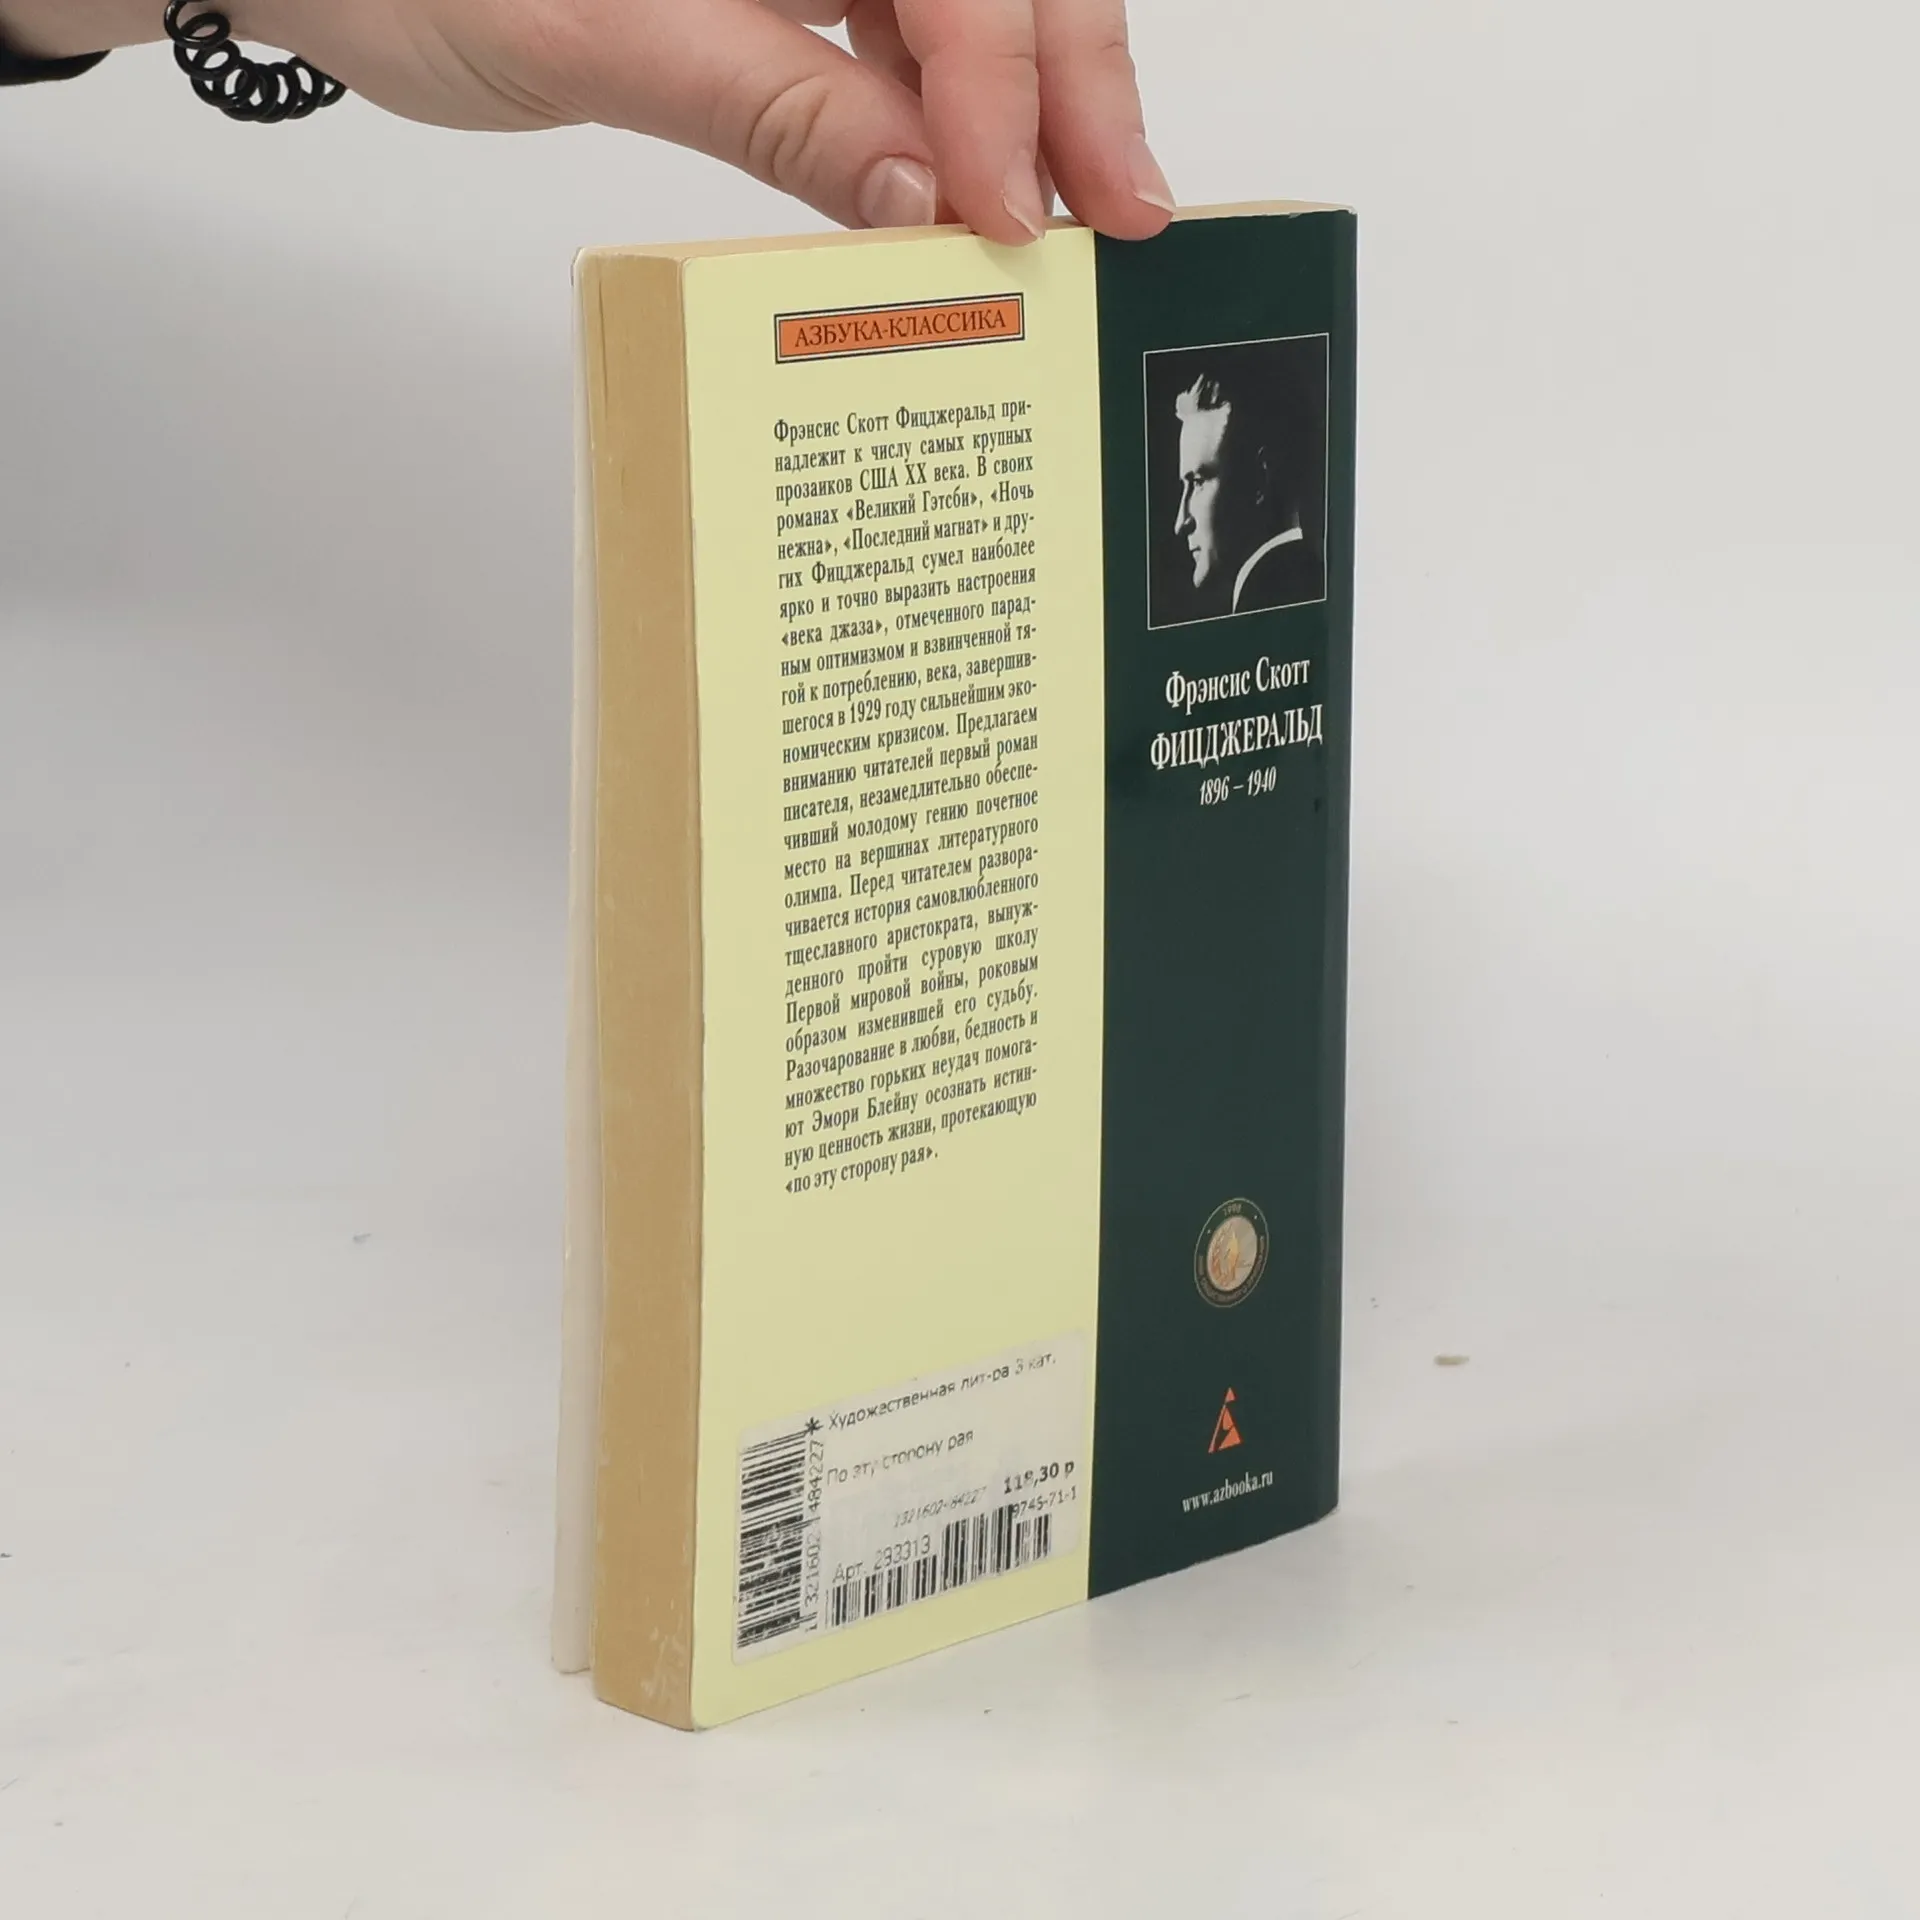 АЗБУКА-КЛАССИКА
Фрэнсис Скотт Фицджеральд при-
надлежит к числу самых крупных
прозаиков США XX века. В своих
романах «Великий Гэтсби», «Ночь
нежна», «Последний магнат» и дру-
гих Фицджеральд сумел наиболее
ярко и точно выразить настроения
«века джаза», отмеченного парад-
ным оптимизмом и взвинченной тя-
гой к потреблению, века, завершив-
шегося в 1929 году сильнейшим эко-
номическим кризисом. Предлагаем
вниманию читателей первый роман
писателя, незамедлительно обеспе-
чивший молодому гению почетное
место на вершинах литературного
олимпа. Перед читателем развора-
чивается история самовлюбленного
тщеславного аристократа, вынуж-
денного пройти суровую школу
Первой мировой войны, роковым
образом изменившей его судьбу.
Разочарование в любви, бедность и
множество горьких неудач помога-
ют Эмори Блейну осознать истин-
ную ценность жизни, протекающую
«по эту сторону рая».
Художественная лит-ра 3 кат.
По эту сторону рая
118,30 р
9745-71-1
Арт. 293313
Фрэнсис Скотт
ФИЦДЖЕРАЛЬД
1896 – 1940
www.azbooka.ru